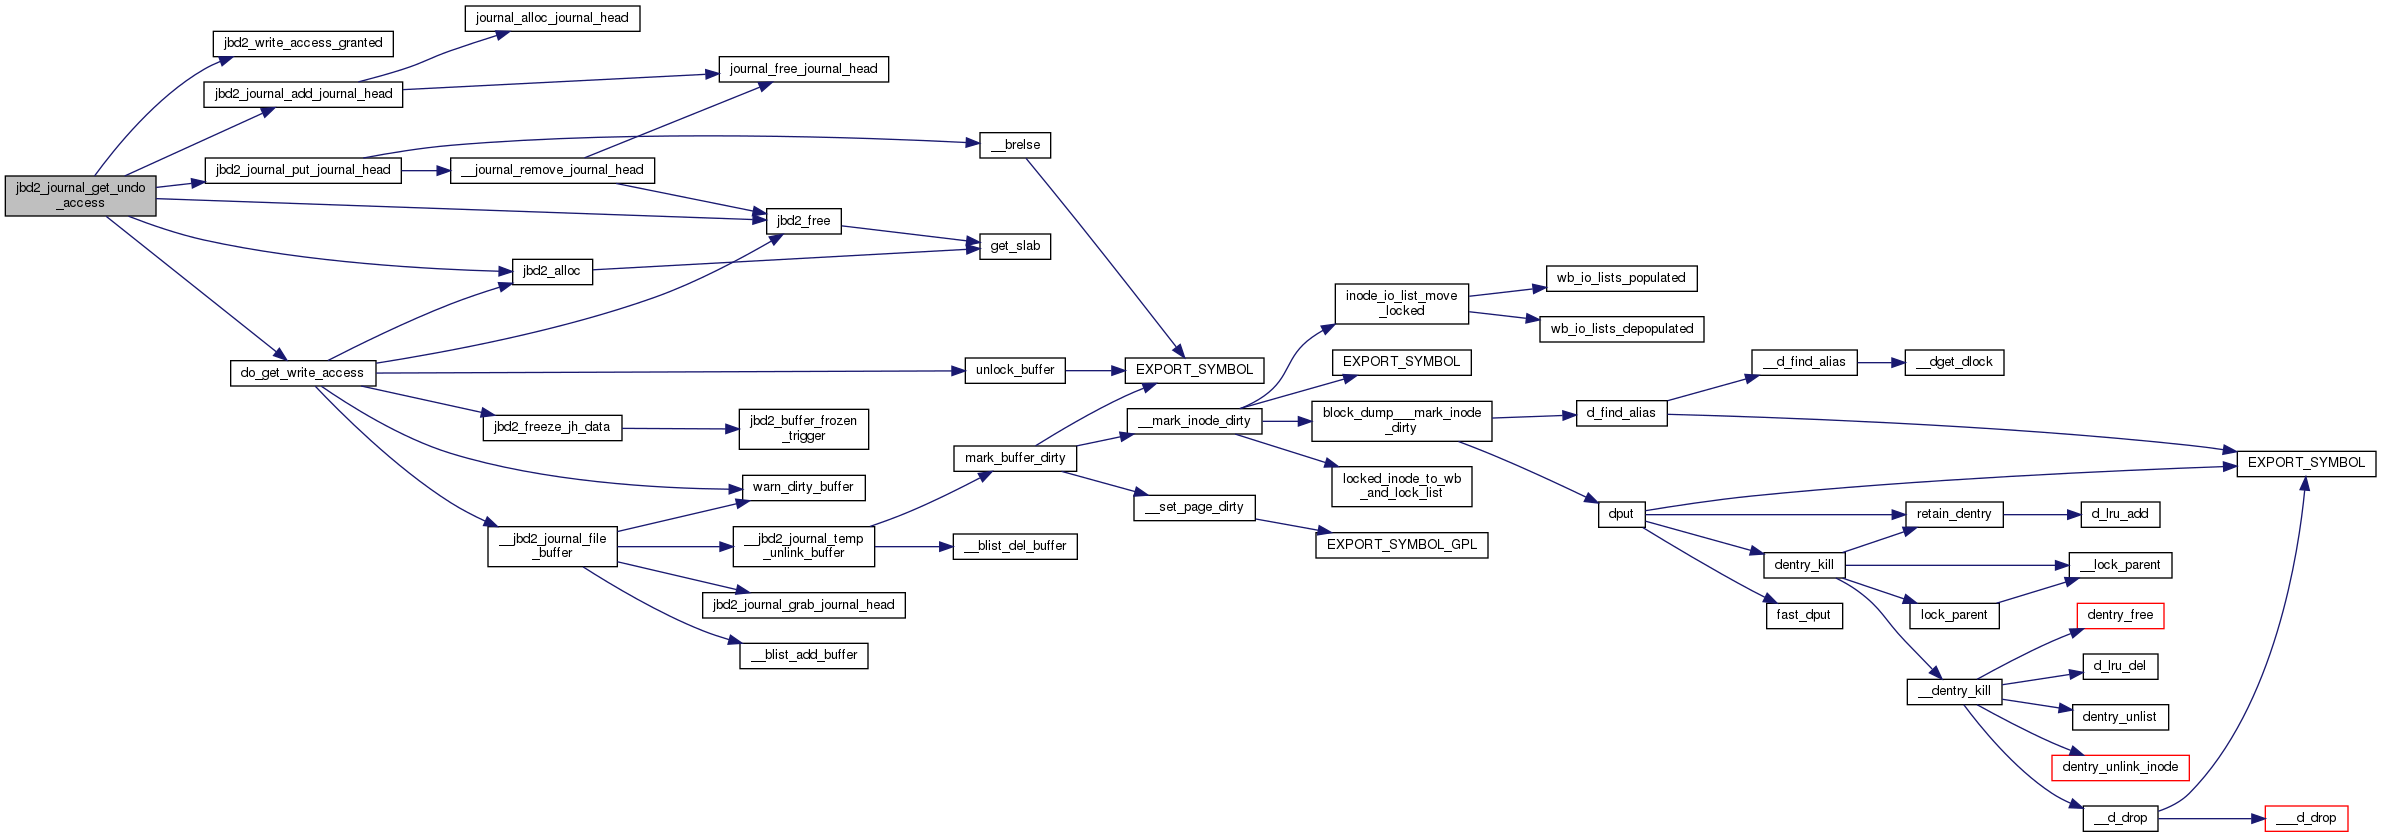 journal_alloc_journal_head
jbd2_write_access_granted
journal_free_journal_head
jbd2_journal_add_journal_head
__brelse
jbd2_journal_put_journal_head
__journal_remove_journal_head
jbd2_journal_get_undo
_access
jbd2_free
get_slab
jbd2_alloc
wb_io_lists_populated
inode_io_list_move
_locked
wb_io_lists_depopulated
do_get_write_access
unlock_buffer
EXPORT_SYMBOL
EXPORT_SYMBOL
__d_find_alias
__dget_dlock
jbd2_freeze_jh_data
jbd2_buffer_frozen
_trigger
__mark_inode_dirty
block_dump___mark_inode
_dirty
d_find_alias
mark_buffer_dirty
EXPORT_SYMBOL
warn_dirty_buffer
locked_inode_to_wb
_and_lock_list
__set_page_dirty
dput
retain_dentry
d_lru_add
__jbd2_journal_file
_buffer
__jbd2_journal_temp
_unlink_buffer
__blist_del_buffer
EXPORT_SYMBOL_GPL
dentry_kill
__lock_parent
jbd2_journal_grab_journal_head
fast_dput
lock_parent
dentry_free
__blist_add_buffer
d_lru_del
__dentry_kill
dentry_unlist
dentry_unlink_inode
__d_drop
___d_drop